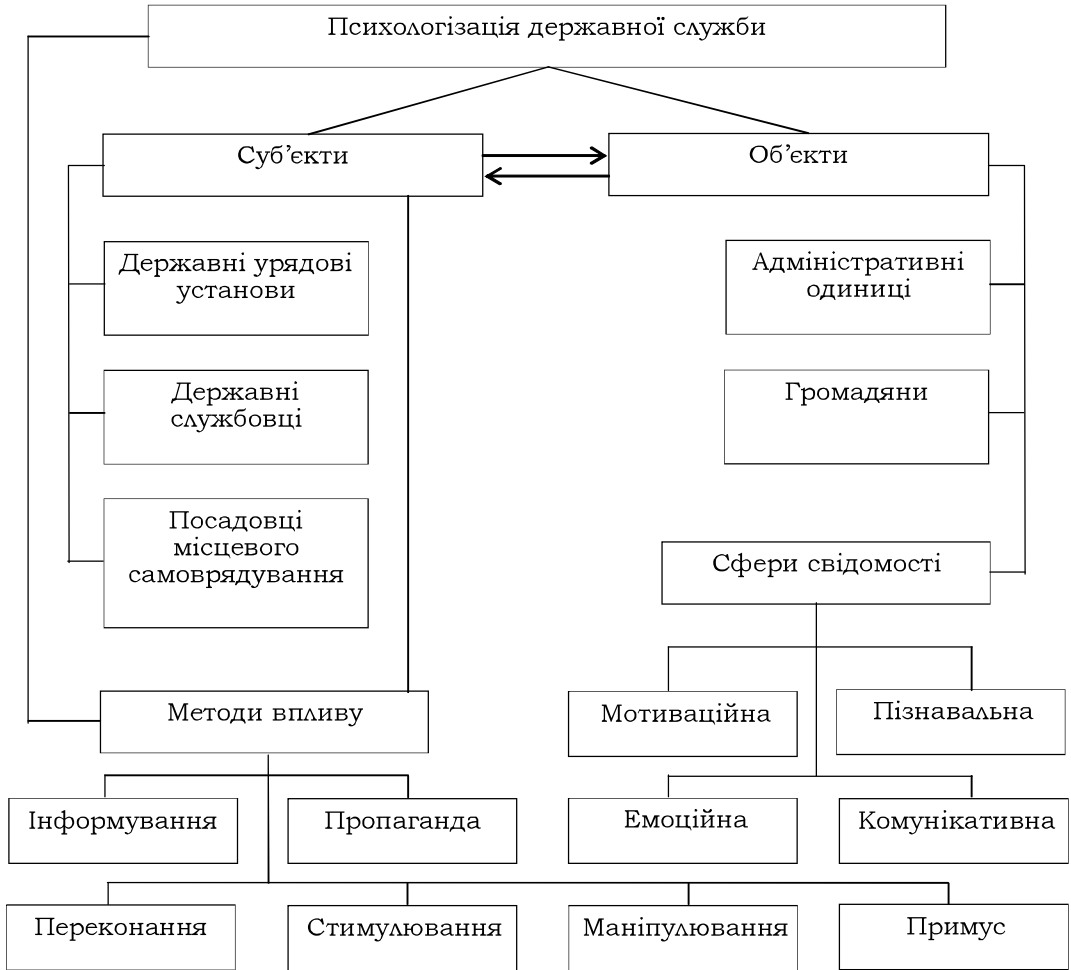 Психологізація державної служби
Суб’єкти
Об’єкти
Державні урядові
установи
Адміністративні
одиниці
Державні
службовці
Громадяни
Посадовці
місцевого
самоврядування
Сфери свідомості
Методи впливу
Мотиваційна
Пізнавальна
Інформування
Пропаганда
Емоційна
Комунікативна
Переконання
Стимулювання
Маніпулювання
Примус